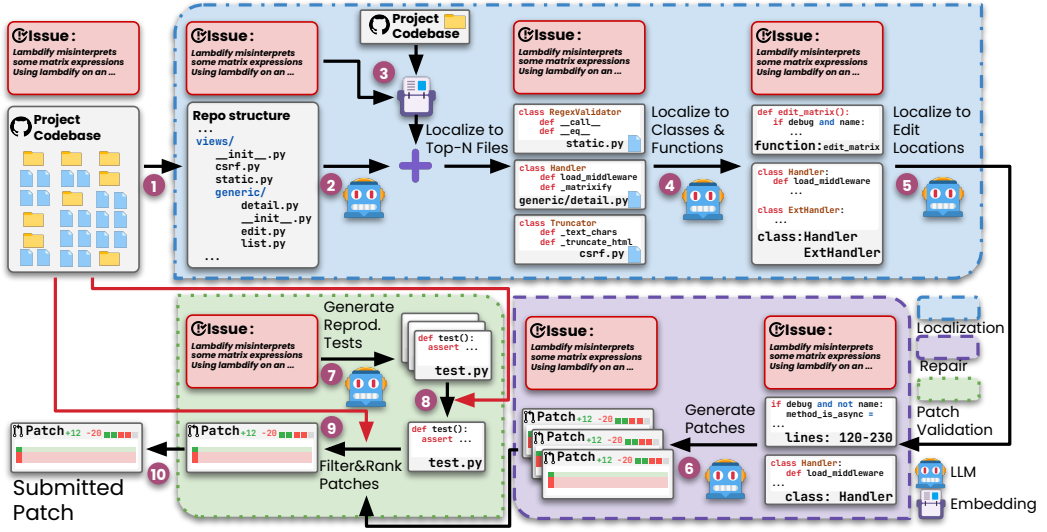 Issue:
Lambdify misinterprets
some matrix expressions
Using lambdify on an ...
Project
Codebase
1
Issue:
Lambdify misinterprets
some matrix expressions
Using lambdify on an ...
Repo structure
...
views/
__init__.py
csrf.py
static.py
generic/
detail.py
__init__.py
edit.py
list.py
...
2
Project
Codebase
3
Localize to
Top-N Files
Issue:
Lambdify misinterprets
some matrix expressions
Using lambdify on an ...
class RegexValidator
def __call__
def __eq__
static.py
class Handler
def load_middleware
def _matrixify
generic/detail.py
class Truncator
def _text_chars
def _truncate_html
csrf.py
Localize to
Classes &
Functions
4
Issue:
Lambdify misinterprets
some matrix expressions
Using lambdify on an ...
def edit_matrix():
if debug and name:
...
function:edit_matrix
class Handler:
def load_middleware
...
class ExtHandler:
...
class:Handler
ExtHandler
Localize to
Edit
Locations
5
Issue:
Lambdify misinterprets
some matrix expressions
Using lambdify on an ...
Generate
Reprod.
Tests
7
def test():
assert ...
test.py
8
def test():
assert ...
test.py
9
Filter&Rank
Patches
Patch +12 -20
10
Patch +12 -20
Submitted
Patch
Issue:
Lambdify misinterprets
some matrix expressions
Using lambdify on an ...
Patch +12 -20
Patch +12 -20
Patch +12 -20
Generate
Patches
6
Issue:
Lambdify misinterprets
some matrix expressions
Using lambdify on an ...
if debug and not name:
method_is_async =
...
lines: 120-230
class Handler:
def load_middleware
...
class: Handler
Localization
Repair
Patch
Validation
LLM
Embedding